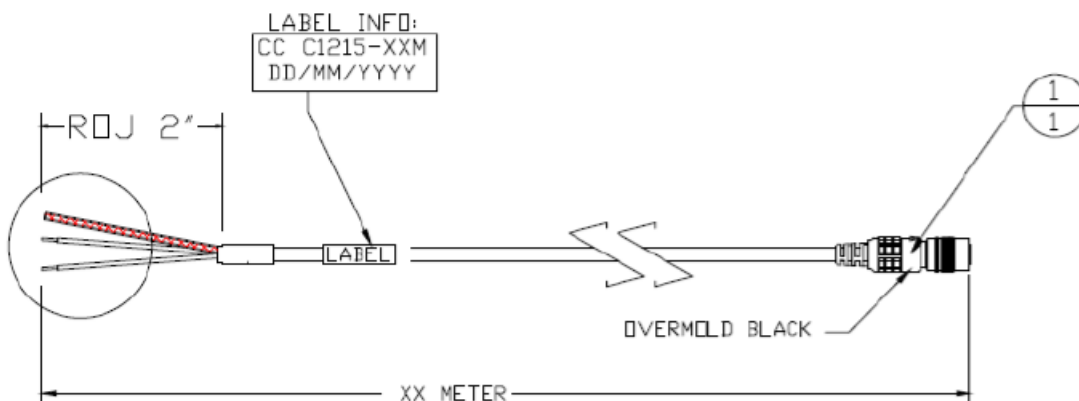 LABEL INFO:
CC C1215-XXM
DD/MM/YYYY
1
1
ROJ 2"
LABEL
OVERMOLD BLACK
XX METER